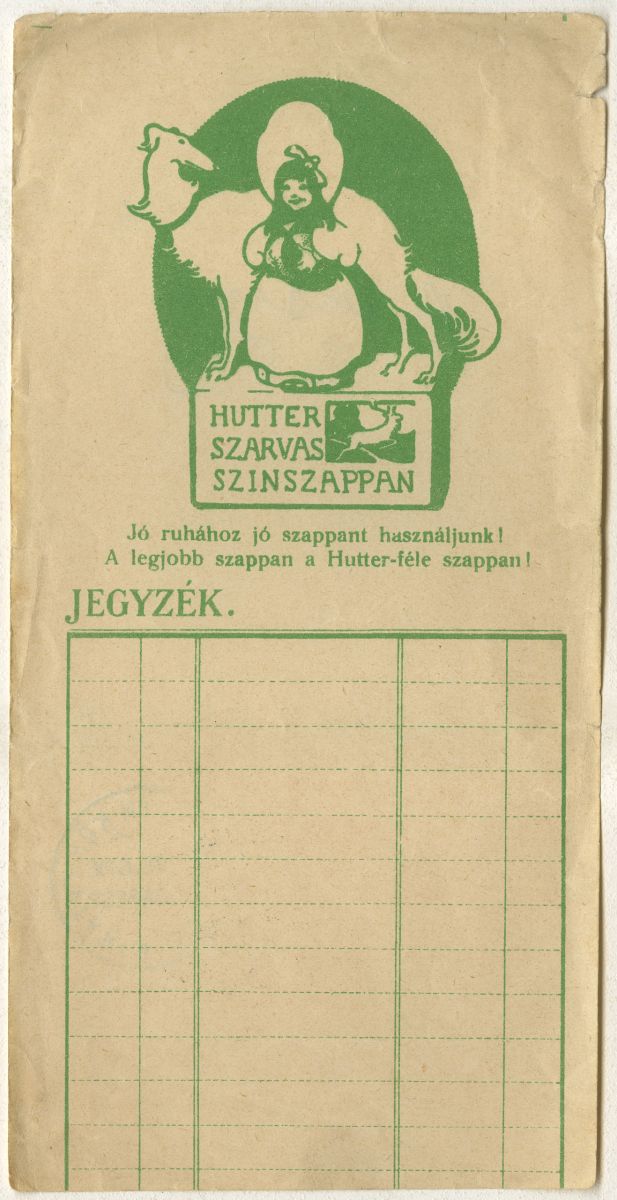 HUTTER
SZARVAS
SZINSZAPPAN
Jó ruhához jó szappant használjunk!
A legjobb szappan a Hutter-féle szappan!
JEGYZÉK.